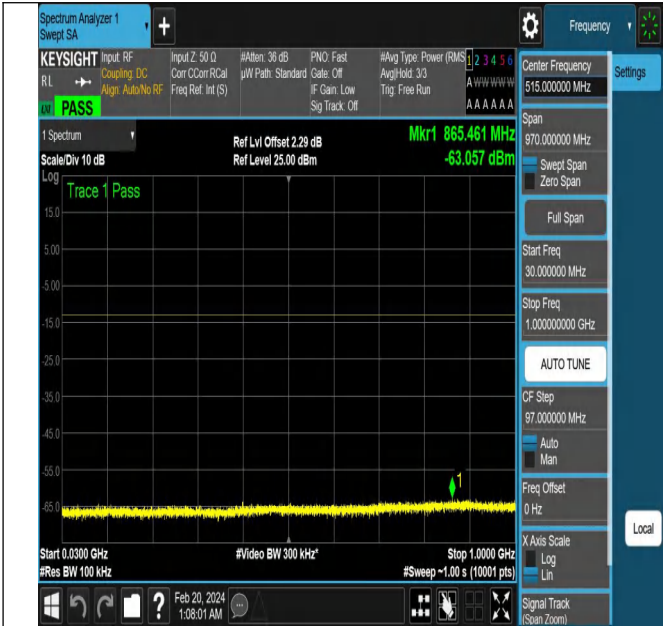 Spectrum Analyzer 1
Swept SA
+
Frequency
KEYSIGHT
RL
LXI
PASS
Input: RF
Coupling: DC
Align: Auto/No RF
Input Z: 50 Ω
Corr CCorr RCal
Freq Ref: Int (S)
#Atten: 36 dB
µW Path: Standard
PNO: Fast
Gate: Off
IF Gain: Low
Sig Track: Off
#Avg Type: Power (RMS
Avg|Hold: 3/3
Trig: Free Run
1 2 3 4 5 6
A W W W W W
A A A A A A
1 Spectrum
Scale/Div 10 dB
Ref Lvl Offset 2.29 dB
Ref Level 25.00 dBm
Mkr1 865.461 MHz
-63.057 dBm
Log
Trace 1 Pass
15.0
5.00
-5.00
-15.0
-25.0
-35.0
-45.0
-55.0
-65.0
1
Start 0.0300 GHz
#Res BW 100 kHz
#Video BW 300 kHz*
Stop 1.0000 GHz
#Sweep ~1.00 s (10001 pts)
Center Frequency
515.000000 MHz
Settings
Span
970.000000 MHz
Swept Span
Zero Span
Full Span
Start Freq
30.000000 MHz
Stop Freq
1.000000000 GHz
AUTO TUNE
CF Step
97.000000 MHz
Auto
Man
Freq Offset
0 Hz
X Axis Scale
Log
Lin
Signal Track
(Span Zoom)
Local
?
Feb 20, 2024
1:08:01 AM